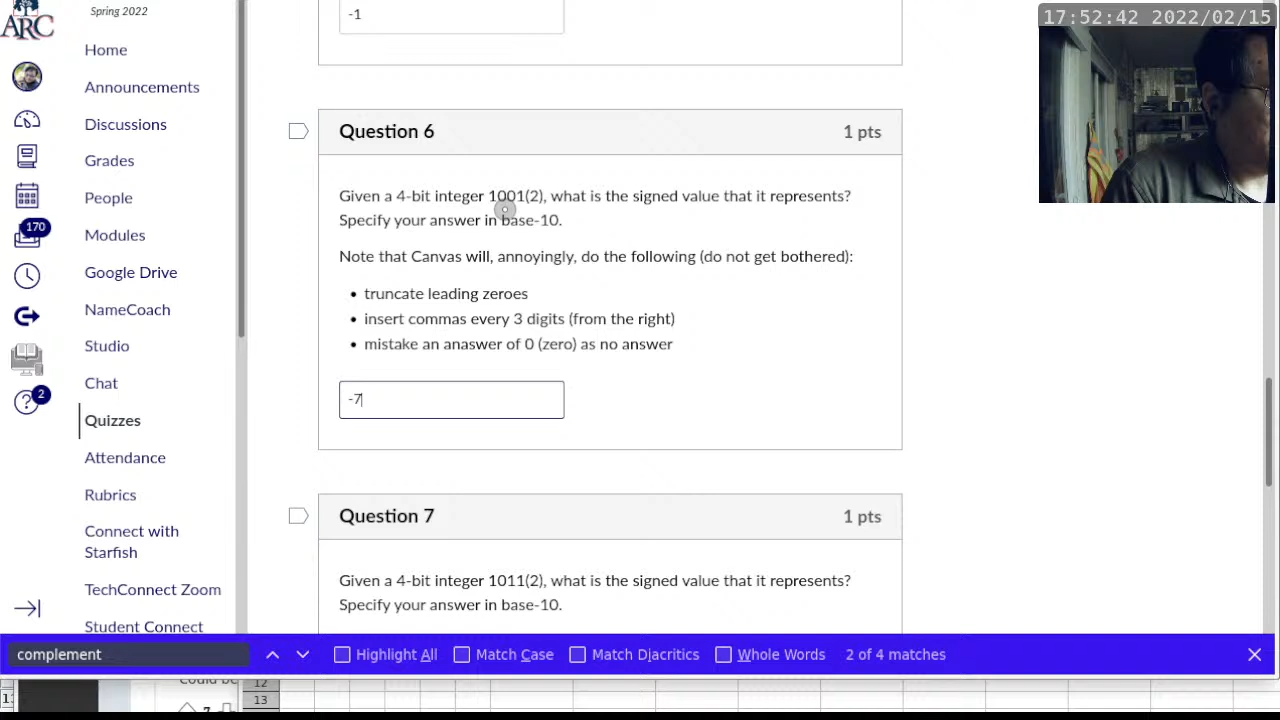 ARC
Spring 2022
Home
Announcements
Discussions
Grades
People
170
Modules
Google Drive
NameCoach
Studio
Chat
2
Quizzes
Attendance
Rubrics
Connect with
Starfish
TechConnect Zoom
Student Connect
-1
Question 6
1 pts
Given a 4-bit integer 1001(2), what is the signed value that it represents?
Specify your answer in base-10.
Note that Canvas will, annoyingly, do the following (do not get bothered):
• truncate leading zeroes
• insert commas every 3 digits (from the right)
• mistake an anaswer of 0 (zero) as no answer
-7
Question 7
1 pts
Given a 4-bit integer 1011(2), what is the signed value that it represents?
Specify your answer in base-10.
17:52:42 2022/02/15
complement
Highlight All
Match Case
Match Diacritics
Whole Words
2 of 4 matches
could be
12
13